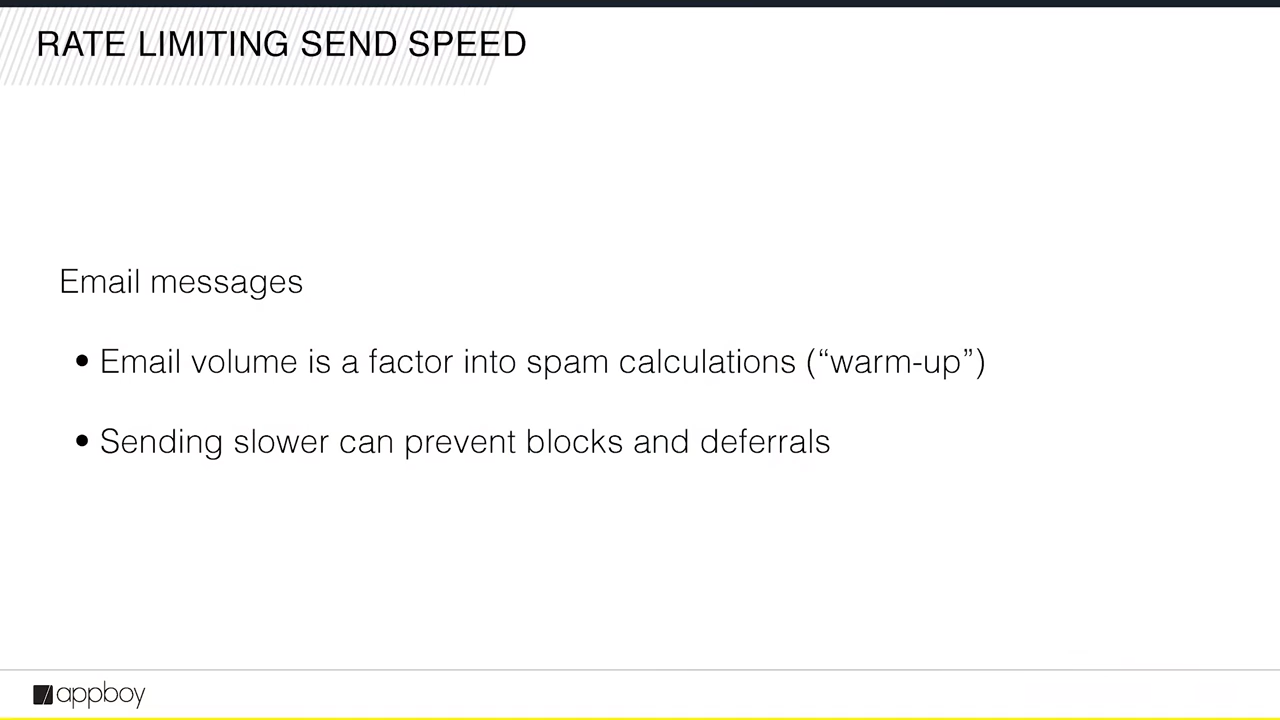 RATE LIMITING SEND SPEED
Email messages
• Email volume is a factor into spam calculations (“warm-up”)
• Sending slower can prevent blocks and deferrals
appboy